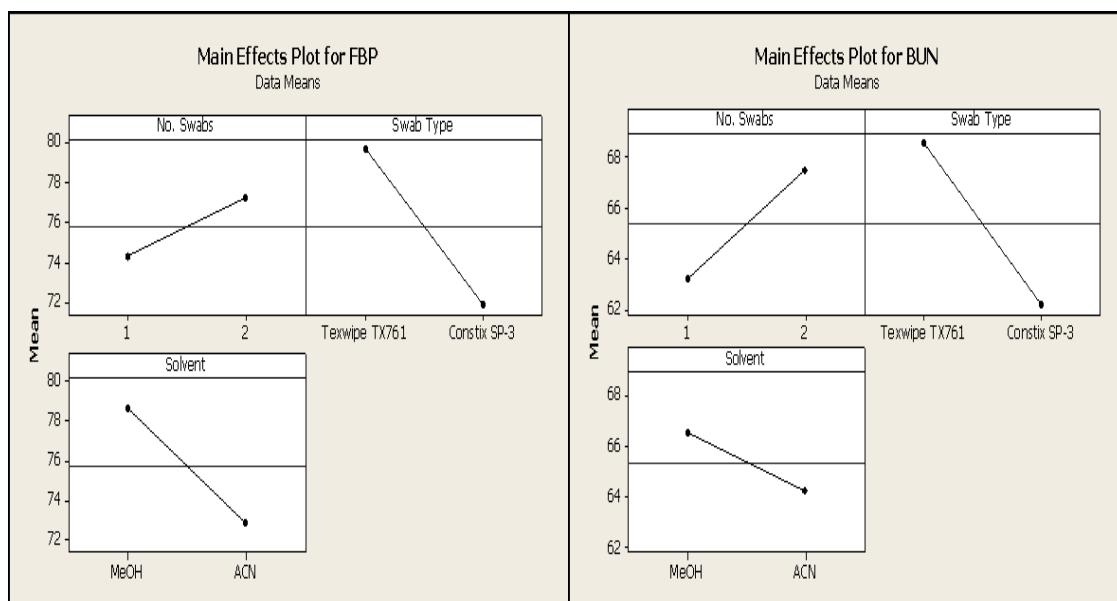 Main Effects Plot for FBP
Data Means
No. Swabs
Swab Type
80
78
76
74
72
1
2
Texwipe TX761
Constix SP-3
Mean
Solvent
80
78
76
74
72
MeOH
ACN
Main Effects Plot for BUN
Data Means
No. Swabs
Swab Type
68
66
64
62
1
2
Texwipe TX761
Constix SP-3
Mean
Solvent
68
66
64
62
MeOH
ACN